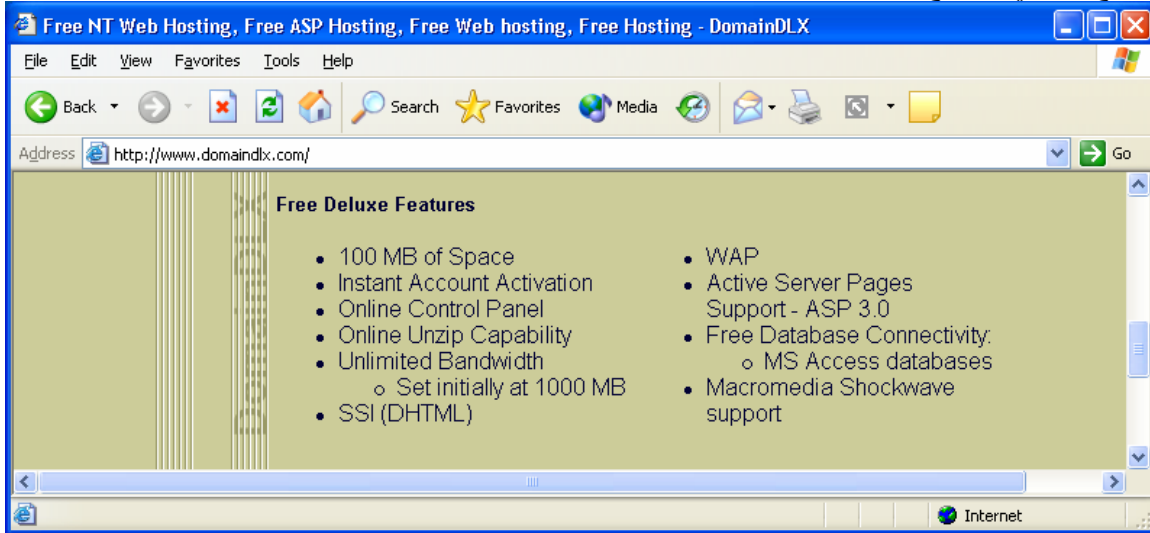 Free NT Web Hosting, Free ASP Hosting, Free Web hosting, Free Hosting - DomainDLX
File Edit View Favorites Tools Help
Back Search Favorites Media
Address http://www.domaindlx.com/ Go
Free Deluxe Features
• 100 MB of Space
• Instant Account Activation
• Online Control Panel
• Online Unzip Capability
• Unlimited Bandwidth
o Set initially at 1000 MB
• SSI (DHTML)
• WAP
• Active Server Pages
Support - ASP 3.0
• Free Database Connectivity:
o MS Access databases
• Macromedia Shockwave
support
Internet